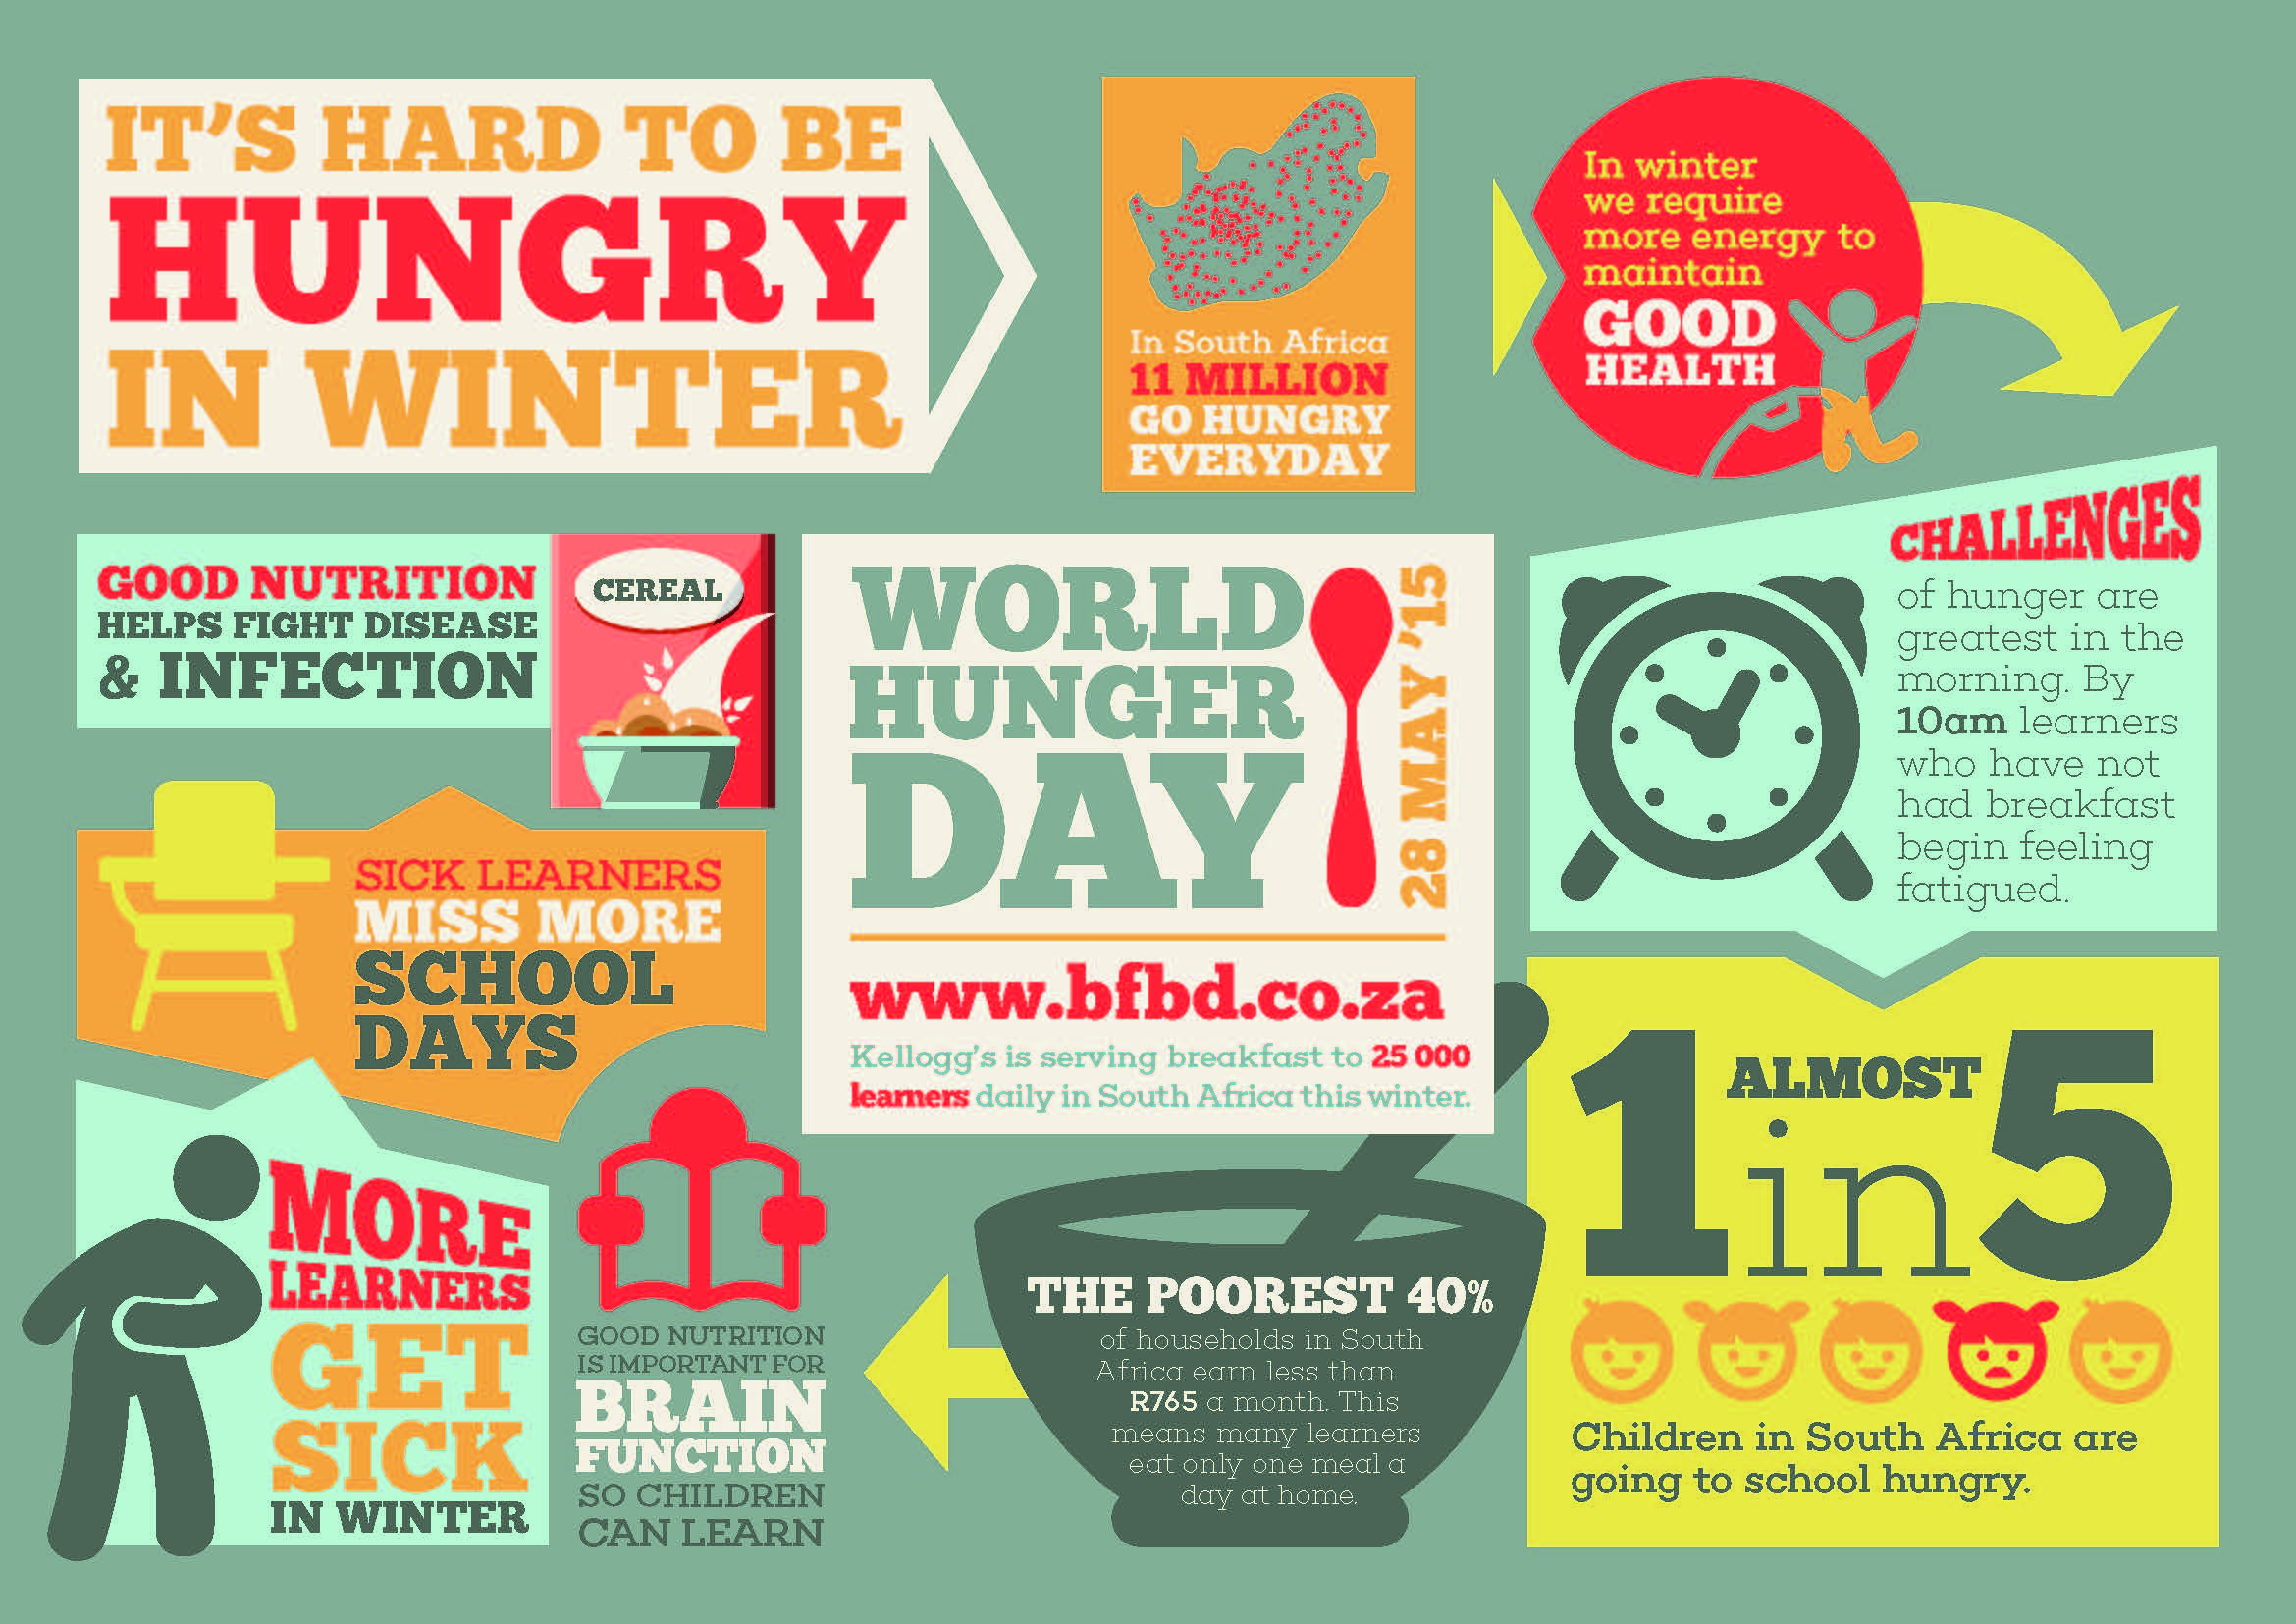 IT'S HARD TO BE
HUNGRY
IN WINTER
In South Africa
11 MILLION
GO HUNGRY
EVERYDAY
In winter
we require
more energy to
maintain
GOOD
HEALTH
GOOD NUTRITION
HELPS FIGHT DISEASE
& INFECTION
CEREAL
WORLD
HUNGER
DAY
28 MAY '15
www.bfbd.co.za
Kellogg's is serving breakfast to 25 000
learners daily in South Africa this winter.
CHALLENGES
of hunger are
greatest in the
morning. By
10am learners
who have not
had breakfast
begin feeling
fatigued.
SICK LEARNERS
MISS MORE
SCHOOL
DAYS
MORE
LEARNERS
GET
SICK
IN WINTER
GOOD NUTRITION
IS IMPORTANT FOR
BRAIN
FUNCTION
SO CHILDREN
CAN LEARN
THE POOREST 40%
of households in South
Africa earn less than
R765 a month. This
means many learners
eat only one meal a
day at home.
ALMOST
1 in 5
Children in South Africa are
going to school hungry.